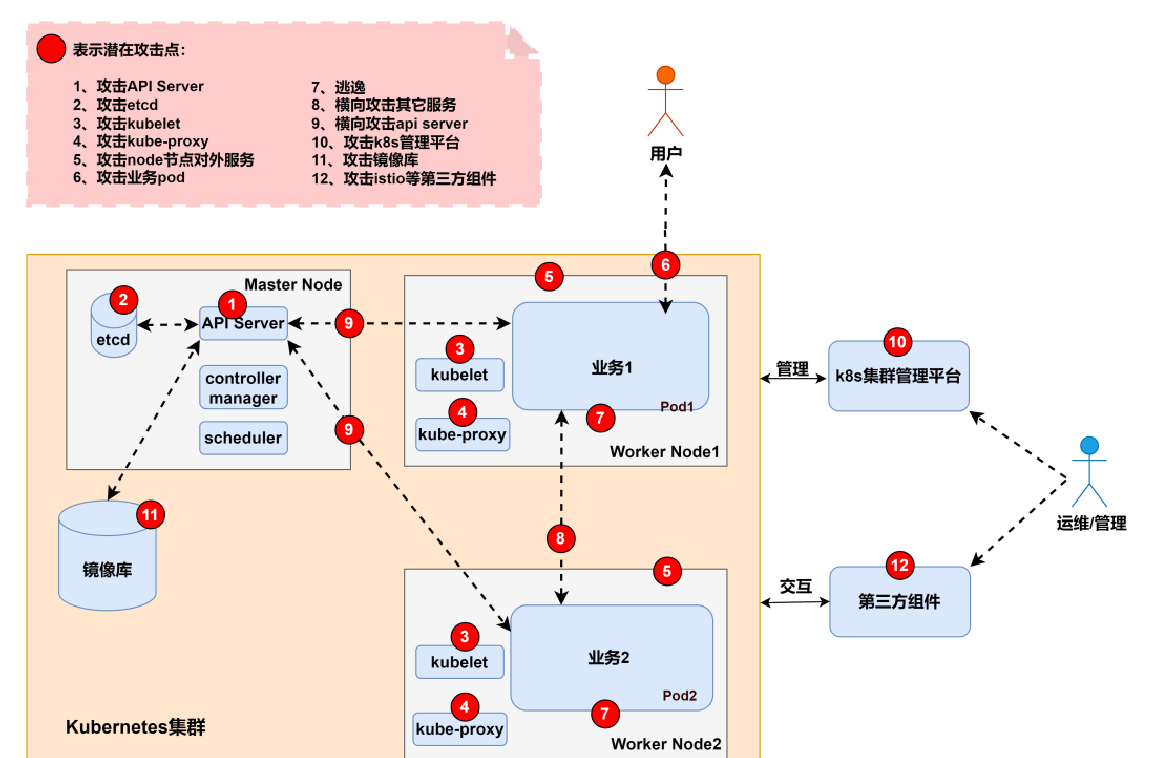 表示潜在攻击点：
1、攻击API Server
2、攻击etcd
3、攻击kubelet
4、攻击kube-proxy
5、攻击node节点对外服务
6、攻击业务pod
7、逃逸
8、横向攻击其它服务
9、横向攻击api server
10、攻击k8s管理平台
11、攻击镜像库
12、攻击istio等第三方组件
用户
6
Master Node
2
etcd
1
API Server
controller
manager
scheduler
9
9
11
镜像库
5
3
kubelet
4
kube-proxy
业务1
Pod1
7
Worker Node1
8
5
3
kubelet
4
kube-proxy
业务2
Pod2
7
Worker Node2
Kubernetes集群
管理
10
k8s集群管理平台
运维/管理
交互
12
第三方组件